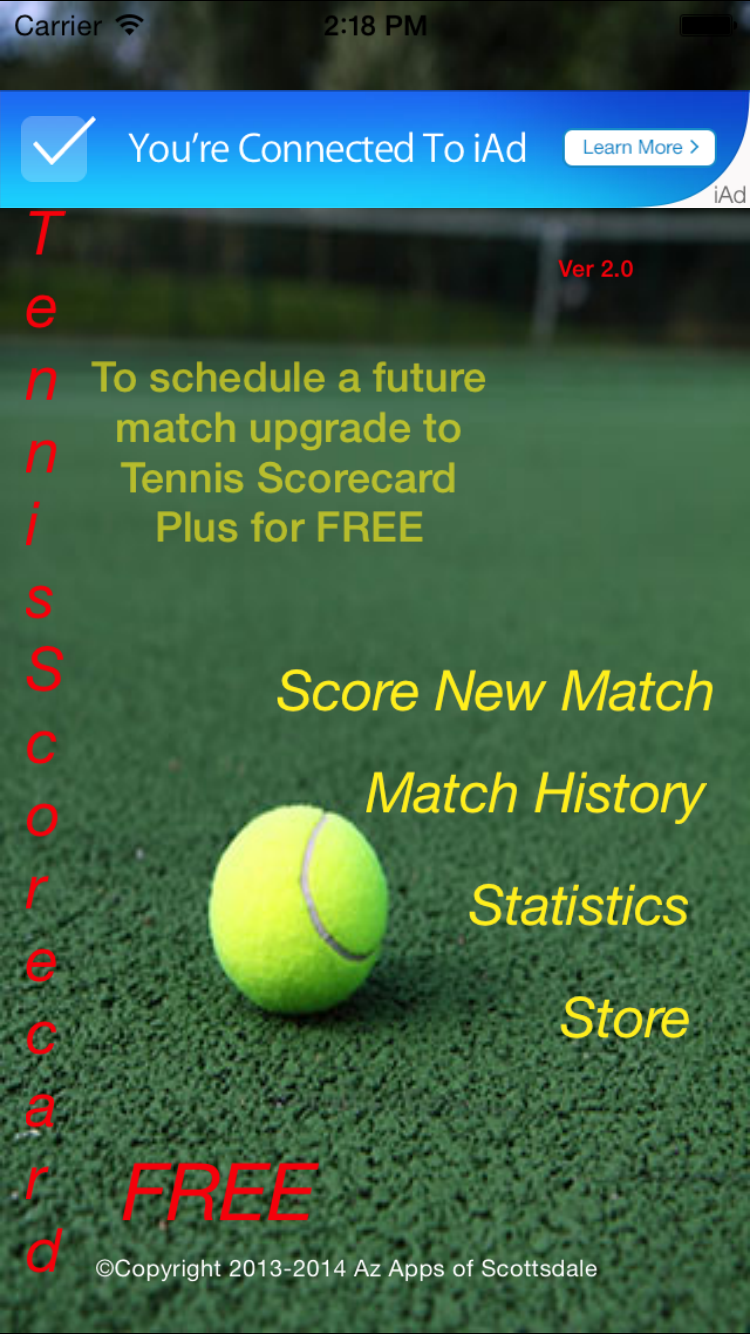 Carrier 2:18 PM
You're Connected To iAd
Learn More >
iAd
Tennis Scorecard
Ver 2.0
To schedule a future
match upgrade to
Tennis Scorecard
Plus for FREE
Score New Match
Match History
Statistics
Store
FREE
©Copyright 2013-2014 Az Apps of Scottsdale